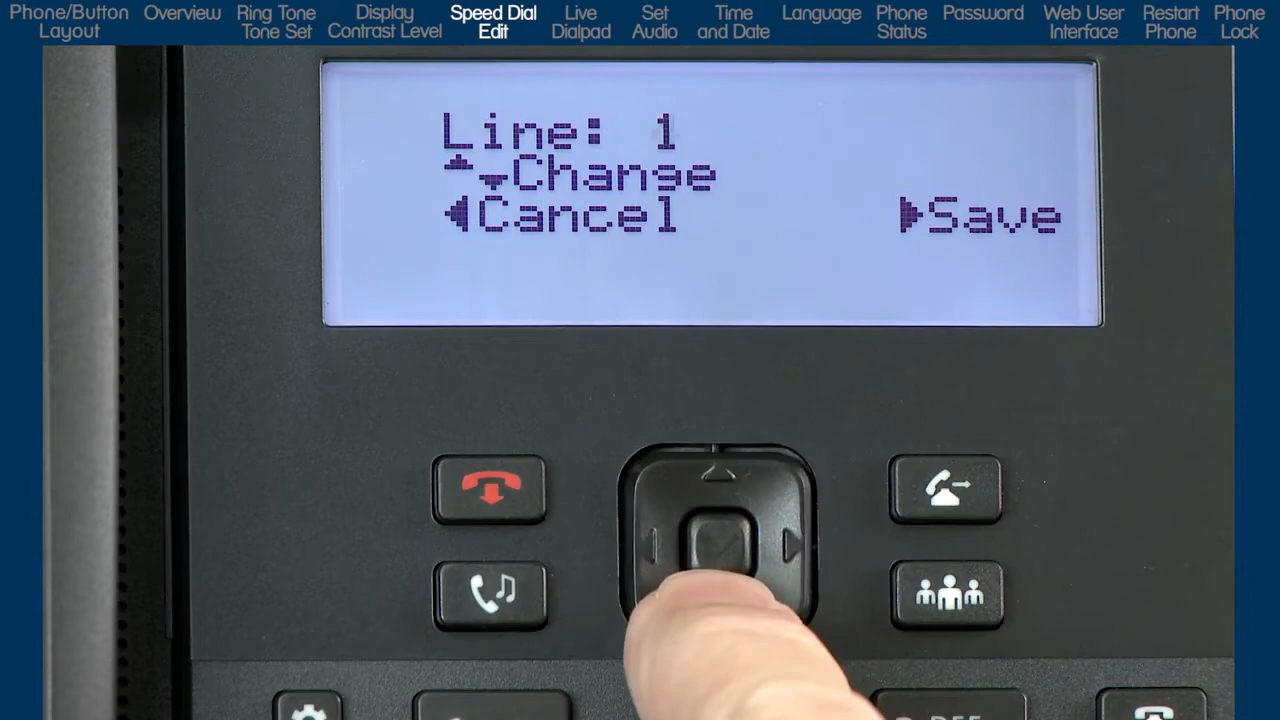 Phone/Button Layout
Overview
Ring Tone Tone Set
Display Contrast Level
Speed Dial Edit
Live Dialpad
Set Audio
Time and Date
Language
Phone Status
Password
Web User Interface
Restart Phone
Phone Lock
Line: 1
Change
Cancel
Save
DEF